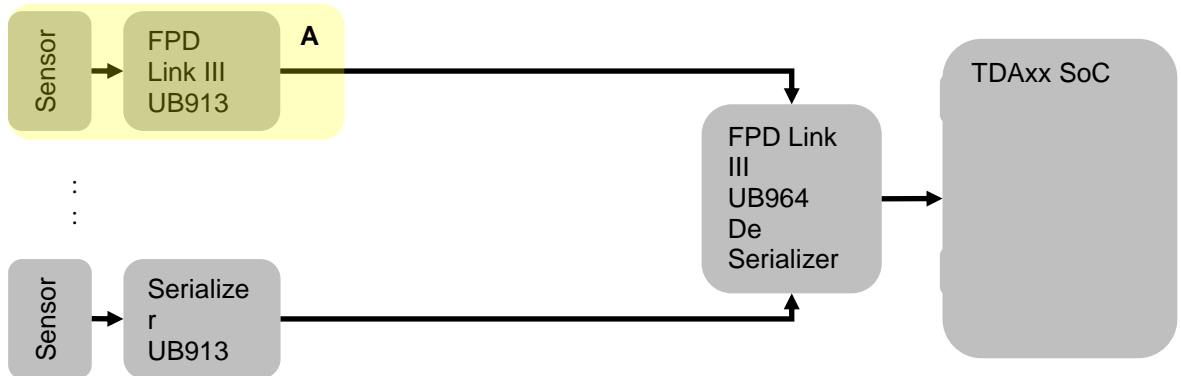 Sensor
FPD
Link III
UB913
A
TDAxx SoC
FPD Link
III
UB964
De
Serializer
:
:
Sensor
Serialize
r
UB913